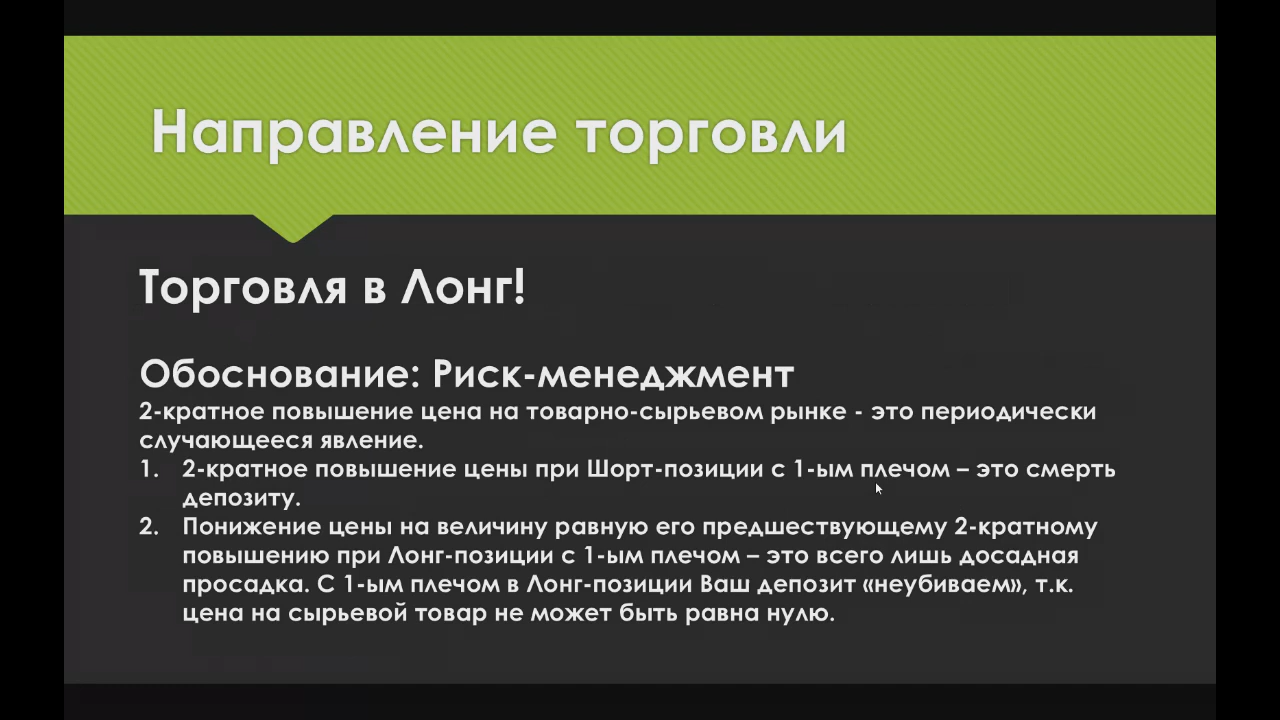 Направление торговли
Торговля в Лонг!
Обоснование: Риск-менеджмент
2-кратное повышение цена на товарно-сырьевом рынке - это периодически
случающееся явление.
1. 2-кратное повышение цены при Шорт-позиции с 1-ым плечом – это смерть
депозиту.
2. Понижение цены на величину равную его предшествующему 2-кратному
повышению при Лонг-позиции с 1-ым плечом – это всего лишь досадная
просадка. С 1-ым плечом в Лонг-позиции Ваш депозит «неубиваем», т.к.
цена на сырьевой товар не может быть равна нулю.